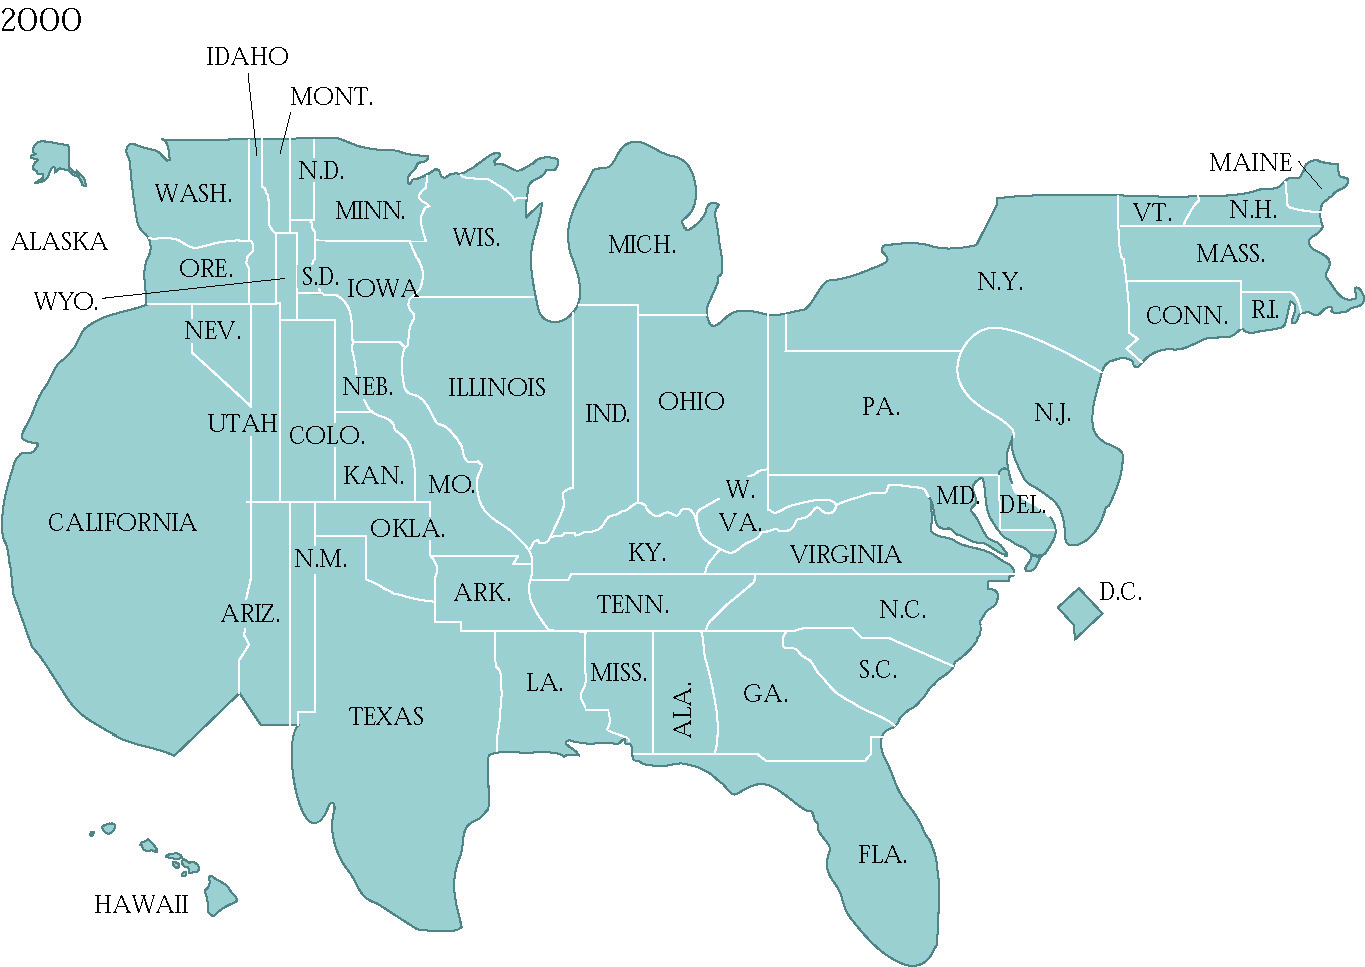 2000
IDAHO
MONT.
MAINE
N.D.
WASH.
MINN.
VT.
N.H.
ALASKA
WIS.
MICH.
MASS.
ORE.
S.D.
IOWA
N.Y.
WYO.
NEV.
CONN.
R.I.
NEB.
ILLINOIS
IND.
OHIO
PA.
N.J.
UTAH
COLO.
KAN.
MO.
W.
VA.
MD.
DEL.
CALIFORNIA
OKLA.
N.M.
KY.
VIRGINIA
ARK.
TENN.
N.C.
D.C.
ARIZ.
LA.
MISS.
ALA.
GA.
S.C.
TEXAS
FLA.
HAWAII